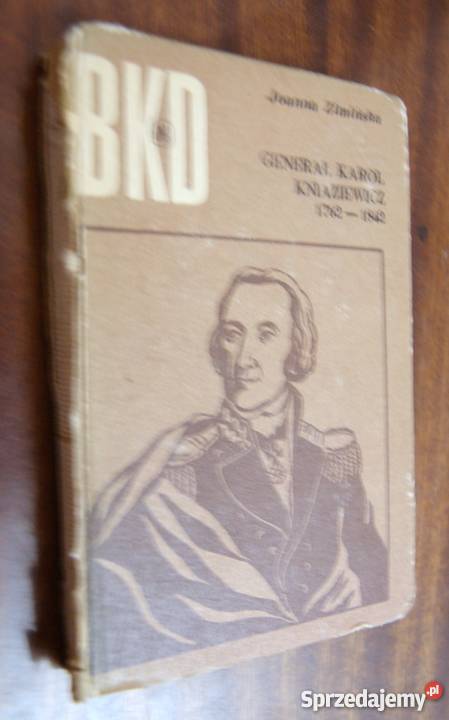 BKD
Joanna Zimińska
GENERAŁ KAROL
KNIAZIEWICZ
1762 — 1842
Sprzedajemy.pl